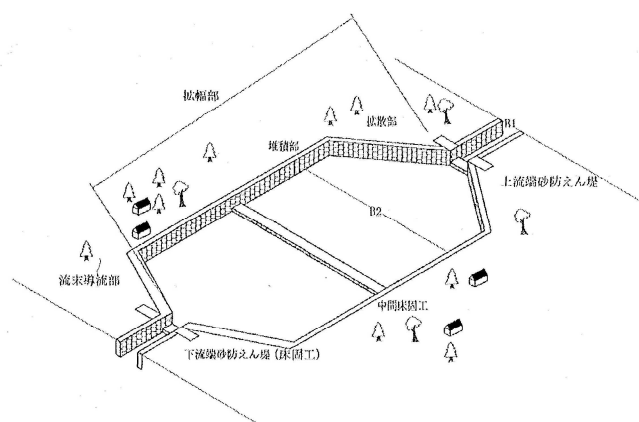 拡幅部
拡散部
B1
堆積部
上流端砂防えん堤
B2
流末導流部
中間床固工
下流端砂防えん堤(床固工)